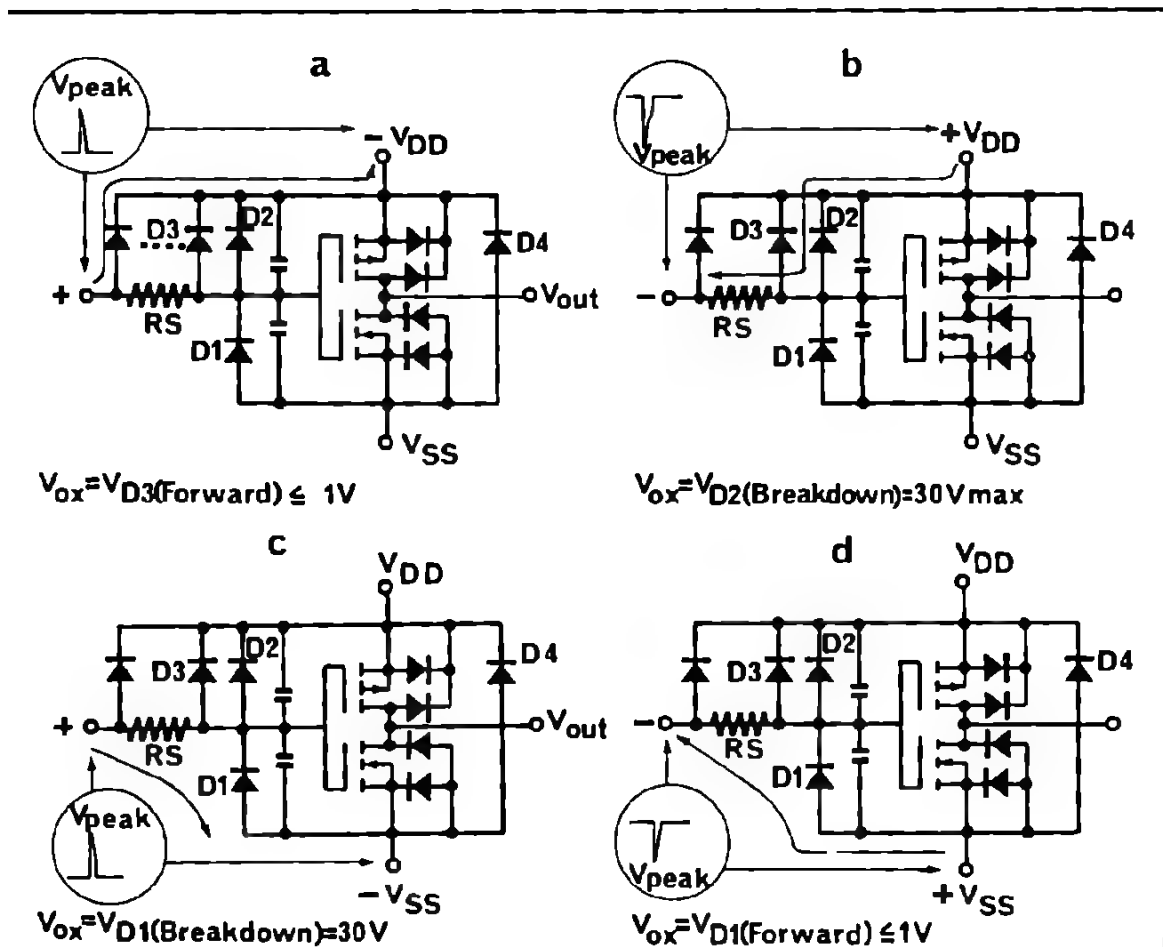 a
Vpeak
− VDD
D3
D2
D4
+
RS
Vout
D1
VSS
Vox=VD3(Forward) ≦ 1V
b
Vpeak
+VDD
D3
D2
D4
−
RS
D1
VSS
Vox=VD2(Breakdown)=30Vmax
c
VDD
D3
D2
D4
+
RS
Vout
D1
Vpeak
− VSS
Vox=VD1(Breakdown)=30V
d
VDD
D3
D2
D4
−
RS
D1
Vpeak
+ VSS
Vox=VD1(Forward)≦1V